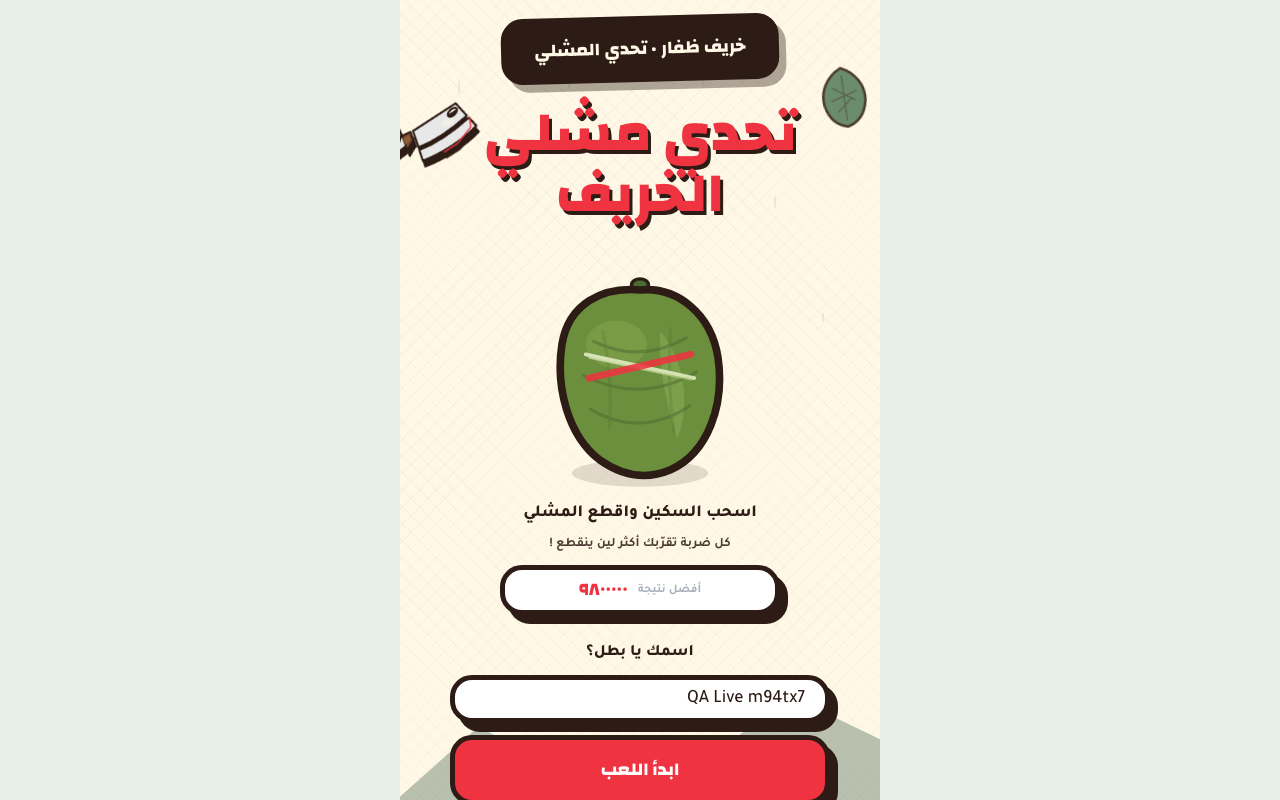 خريف ظفار · تحدي المشلي
تحدي مشلي
الخريف
اسحب السكين واقطع المشلي
كل ضربة تقرّبك أكثر لين ينقطع !
أفضل نتيجة ٩٨٠٠٠٠٠
اسمك يا بطل؟
QA Live m94tx7
ابدأ اللعب